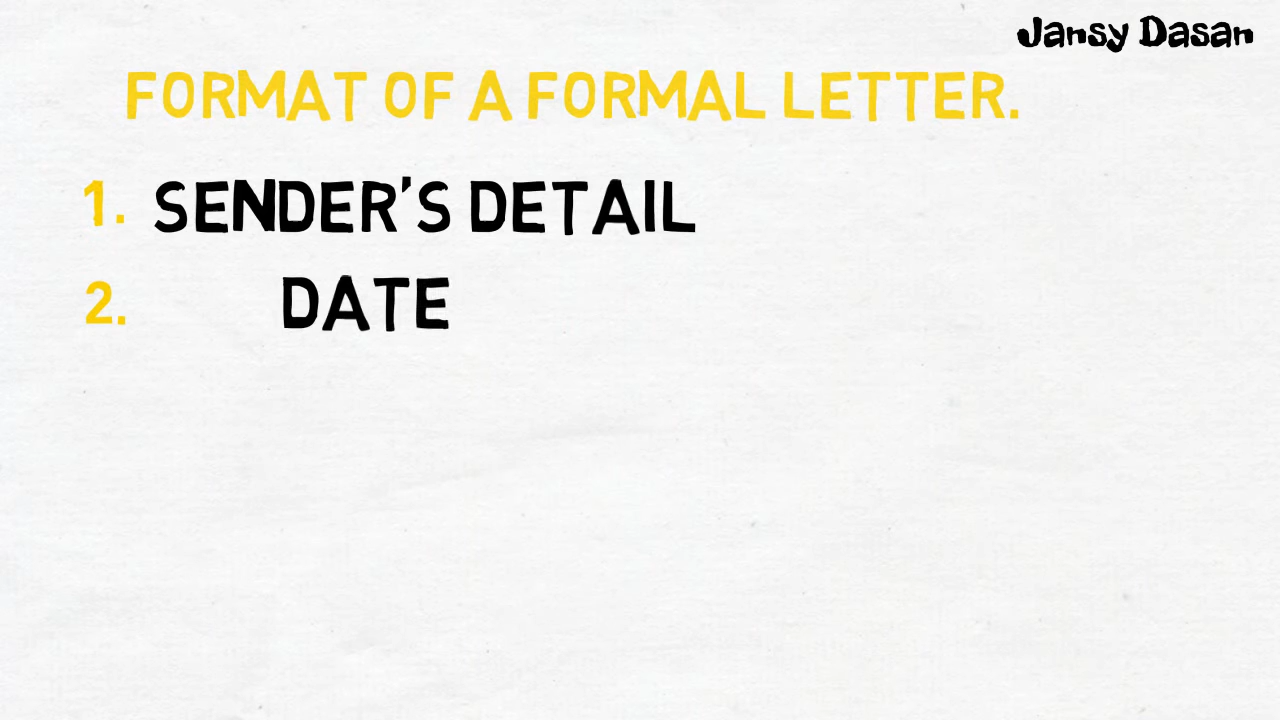 Jansy Dasan
FORMAT OF A FORMAL LETTER.
1. SENDER'S DETAIL
2. DATE